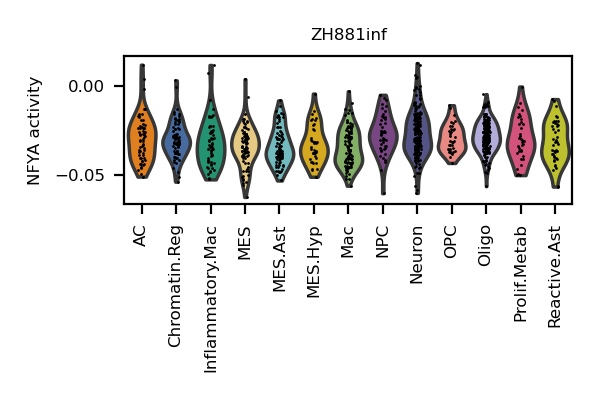 ZH881inf
NFYA activity
0.00
−0.05
AC
Chromatin.Reg
Inflammatory.Mac
MES
MES.Ast
MES.Hyp
Mac
NPC
Neuron
OPC
Oligo
Prolif.Metab
Reactive.Ast